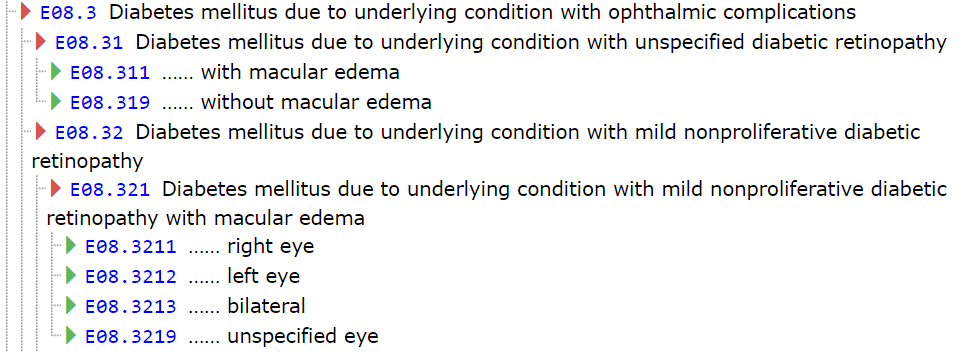 E08.3 Diabetes mellitus due to underlying condition with ophthalmic complications
E08.31 Diabetes mellitus due to underlying condition with unspecified diabetic retinopathy
E08.311 ...... with macular edema
E08.319 ...... without macular edema
E08.32 Diabetes mellitus due to underlying condition with mild nonproliferative diabetic
retinopathy
E08.321 Diabetes mellitus due to underlying condition with mild nonproliferative diabetic
retinopathy with macular edema
E08.3211 ...... right eye
E08.3212 ...... left eye
E08.3213 ...... bilateral
E08.3219 ...... unspecified eye